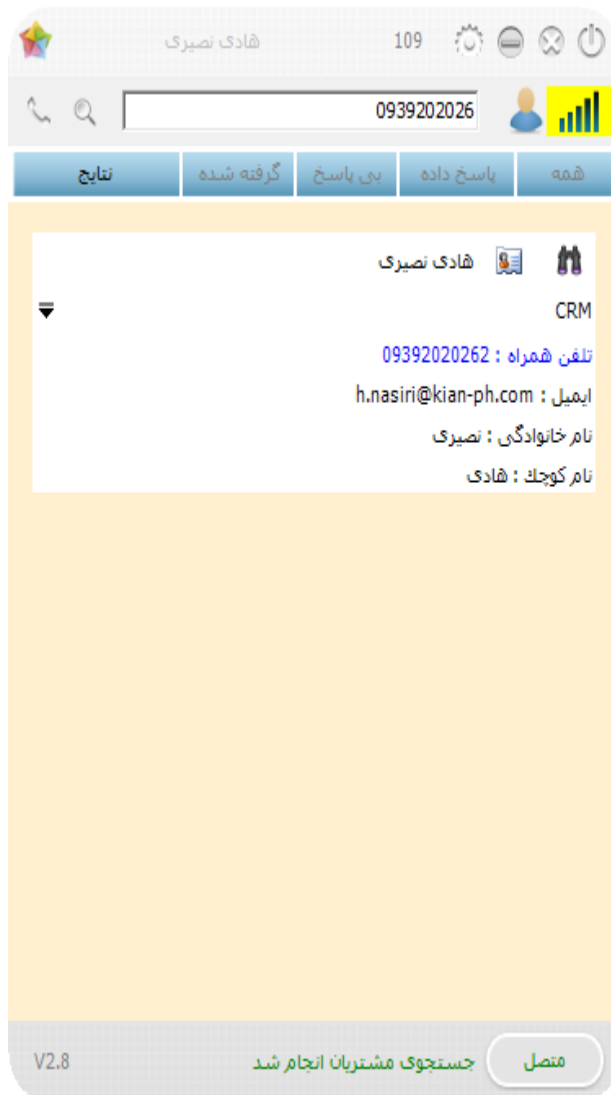 هادی نصیری 109
0939202026
همه پاسخ داده بی پاسخ گرفته شده نتایج
هادی نصیری
CRM
تلفن همراه : 09392020262
ایمیل : h.nasiri@kian-ph.com
نام خانوادگی : نصیری
نام کوچك : هادی
متصل جستجوی مشتریان انجام شد V2.8